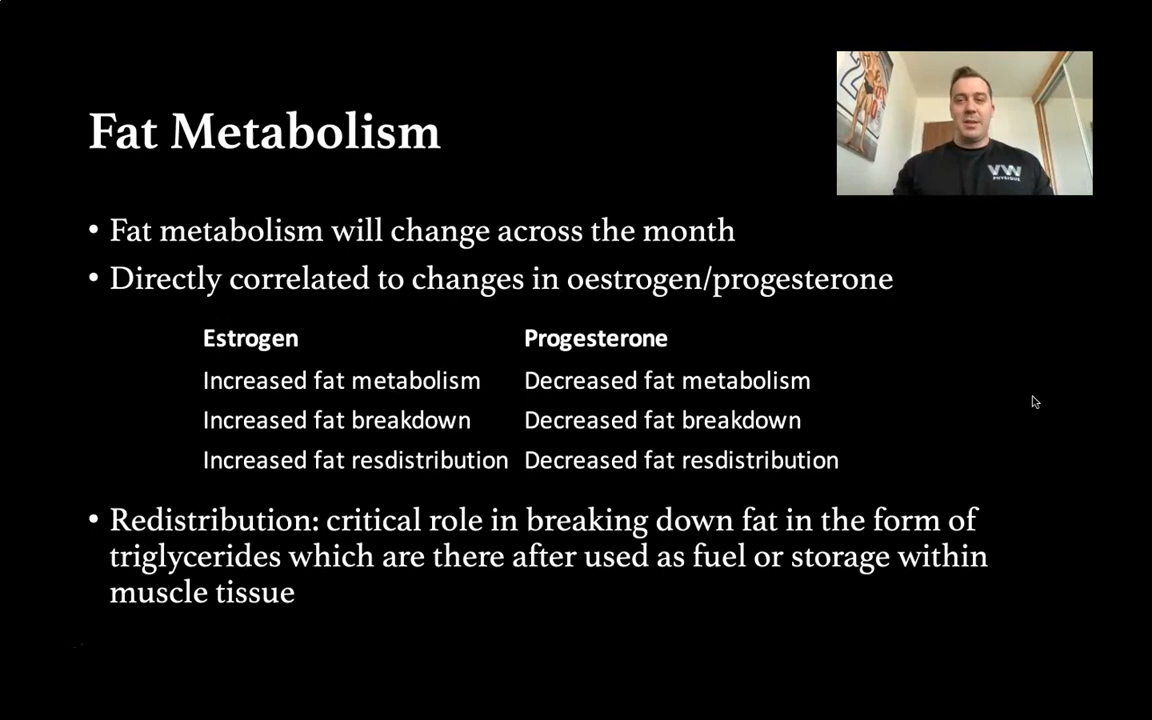 Fat Metabolism
VW
PHYSIQUE
• Fat metabolism will change across the month
• Directly correlated to changes in oestrogen/progesterone
Estrogen Progesterone
Increased fat metabolism Decreased fat metabolism
Increased fat breakdown Decreased fat breakdown
Increased fat resdistribution Decreased fat resdistribution
• Redistribution: critical role in breaking down fat in the form of
triglycerides which are there after used as fuel or storage within
muscle tissue